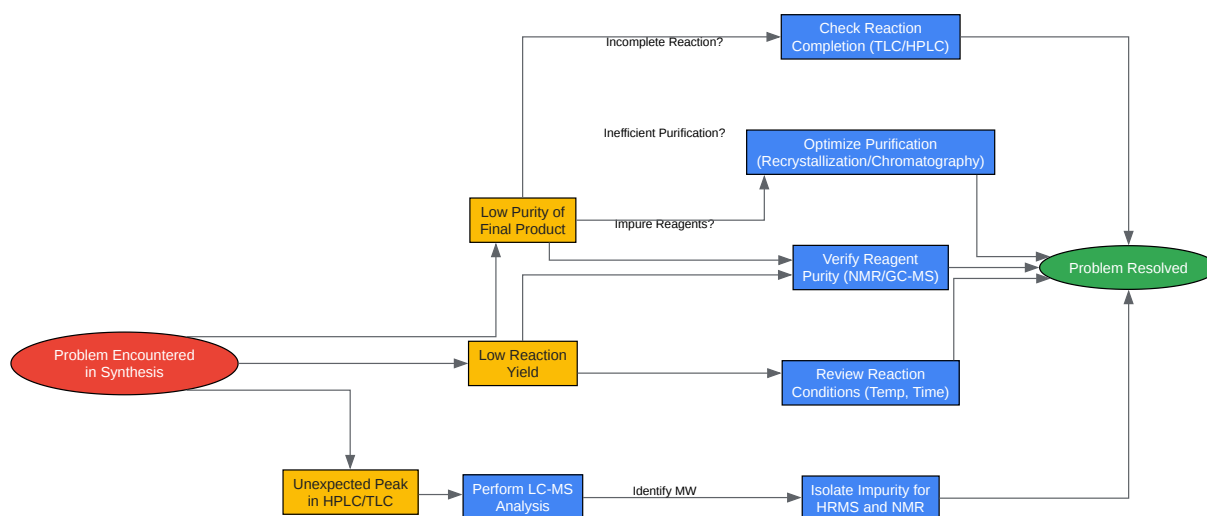 Check Reaction
Completion (TLC/HPLC)
Incomplete Reaction?
Inefficient Purification?
Optimize Purification
(Recrystallization/Chromatography)
Low Purity of
Final Product
Impure Reagents?
Verify Reagent
Purity (NMR/GC-MS)
Problem Resolved
Problem Encountered
in Synthesis
Low Reaction
Yield
Review Reaction
Conditions (Temp, Time)
Unexpected Peak
in HPLC/TLC
Perform LC-MS
Analysis
Identify MW
Isolate Impurity for
HRMS and NMR